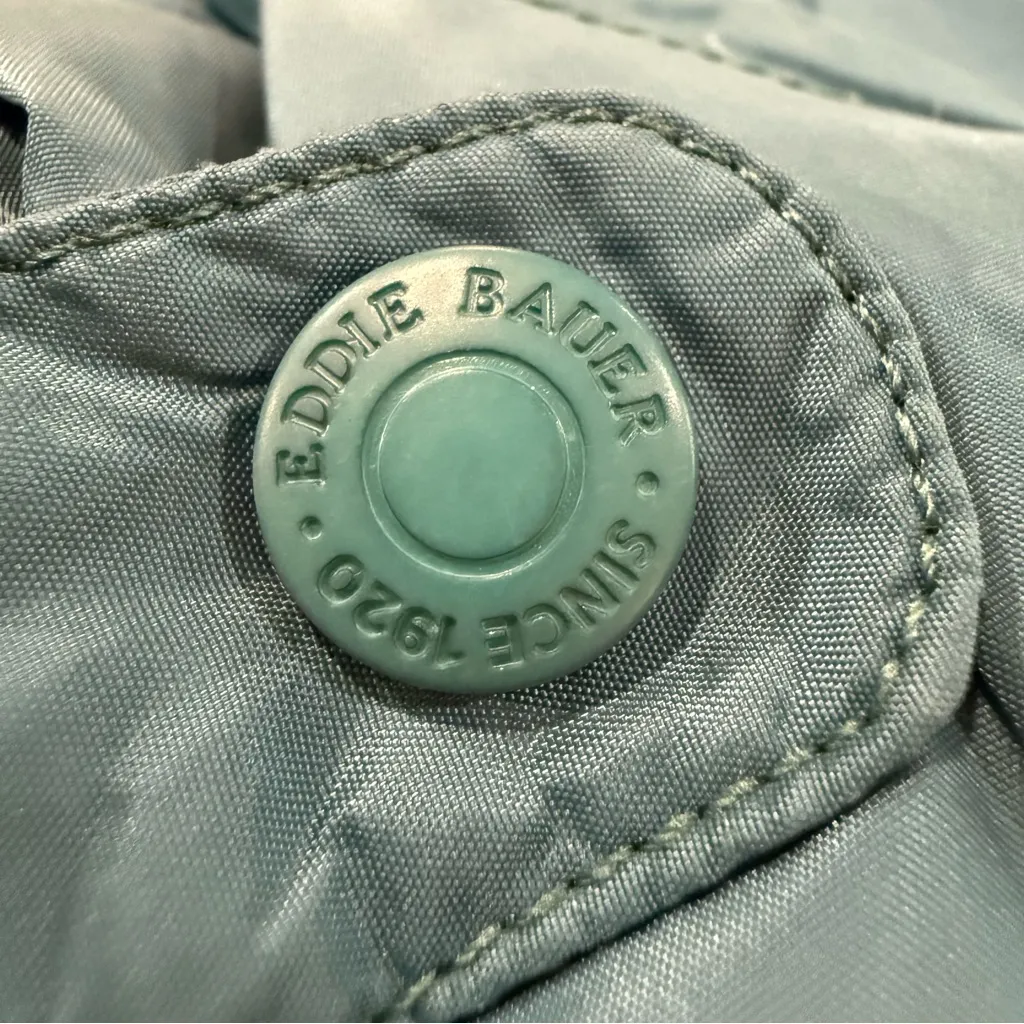 EDDIE BAUER
· SINCE 1920 ·